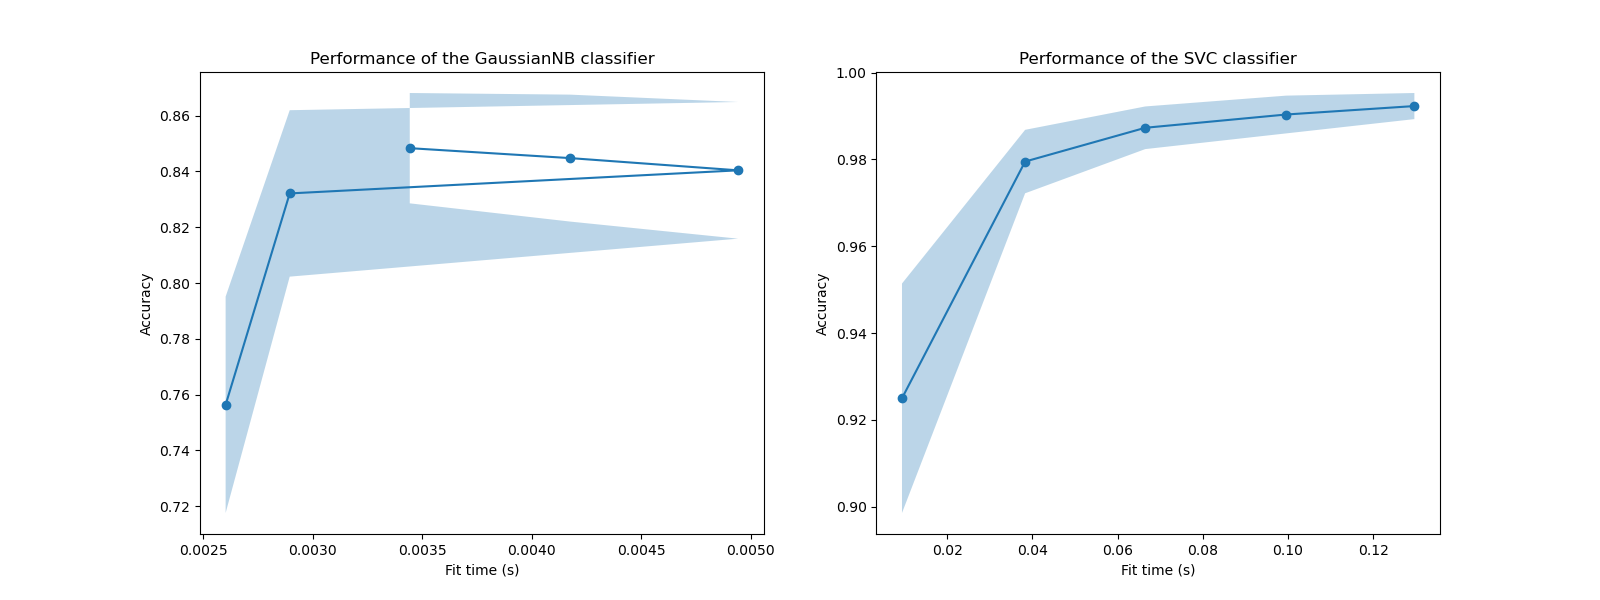 Performance of the GaussianNB classifier
Accuracy
0.86
0.84
0.82
0.80
0.78
0.76
0.74
0.72
0.0025 0.0030 0.0035 0.0040 0.0045 0.0050
Fit time (s)
Performance of the SVC classifier
Accuracy
1.00
0.98
0.96
0.94
0.92
0.90
0.02 0.04 0.06 0.08 0.10 0.12
Fit time (s)